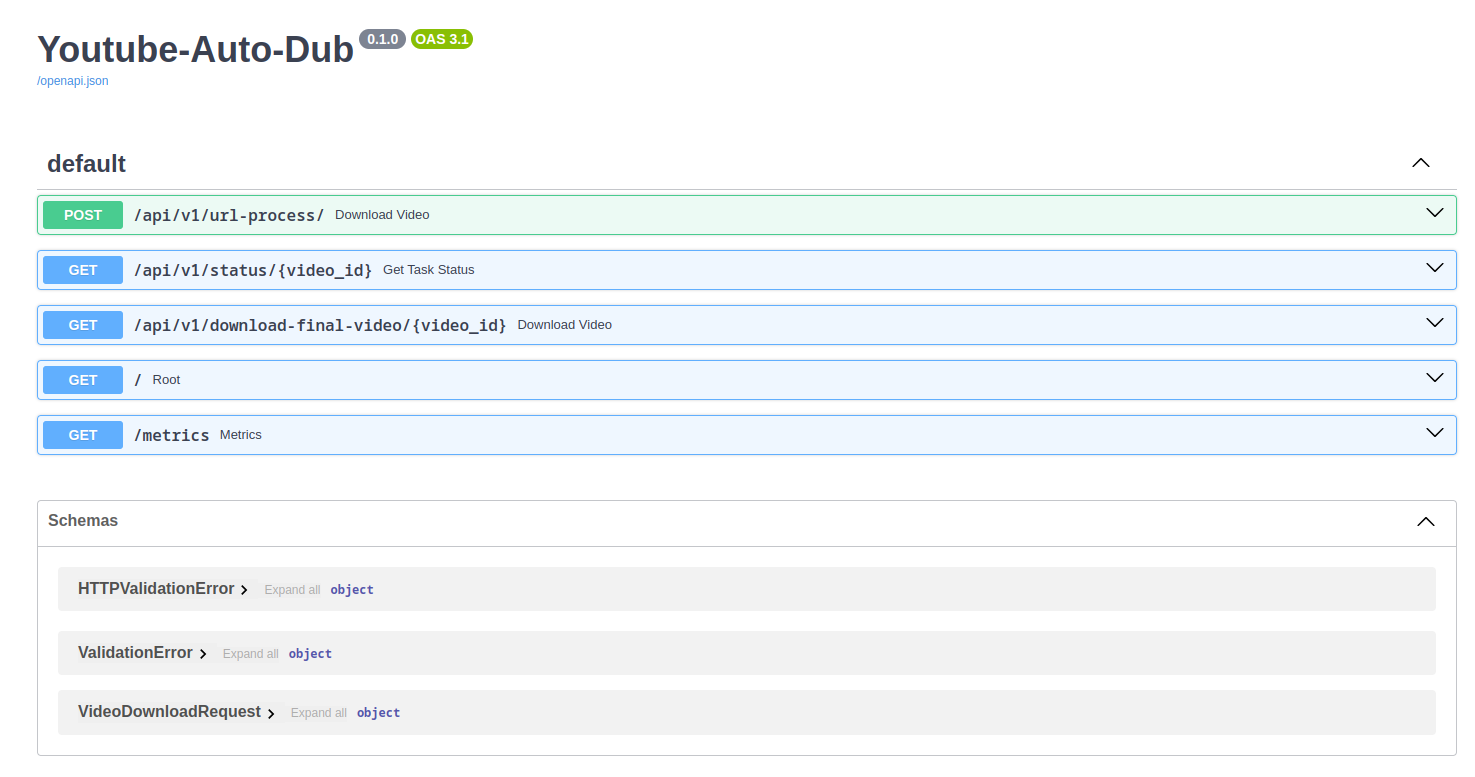 Youtube-Auto-Dub 0.1.0 OAS 3.1
/openapi.json
default
POST /api/v1/url-process/ Download Video
GET /api/v1/status/{video_id} Get Task Status
GET /api/v1/download-final-video/{video_id} Download Video
GET / Root
GET /metrics Metrics
Schemas
HTTPValidationError Expand all object
ValidationError Expand all object
VideoDownloadRequest Expand all object